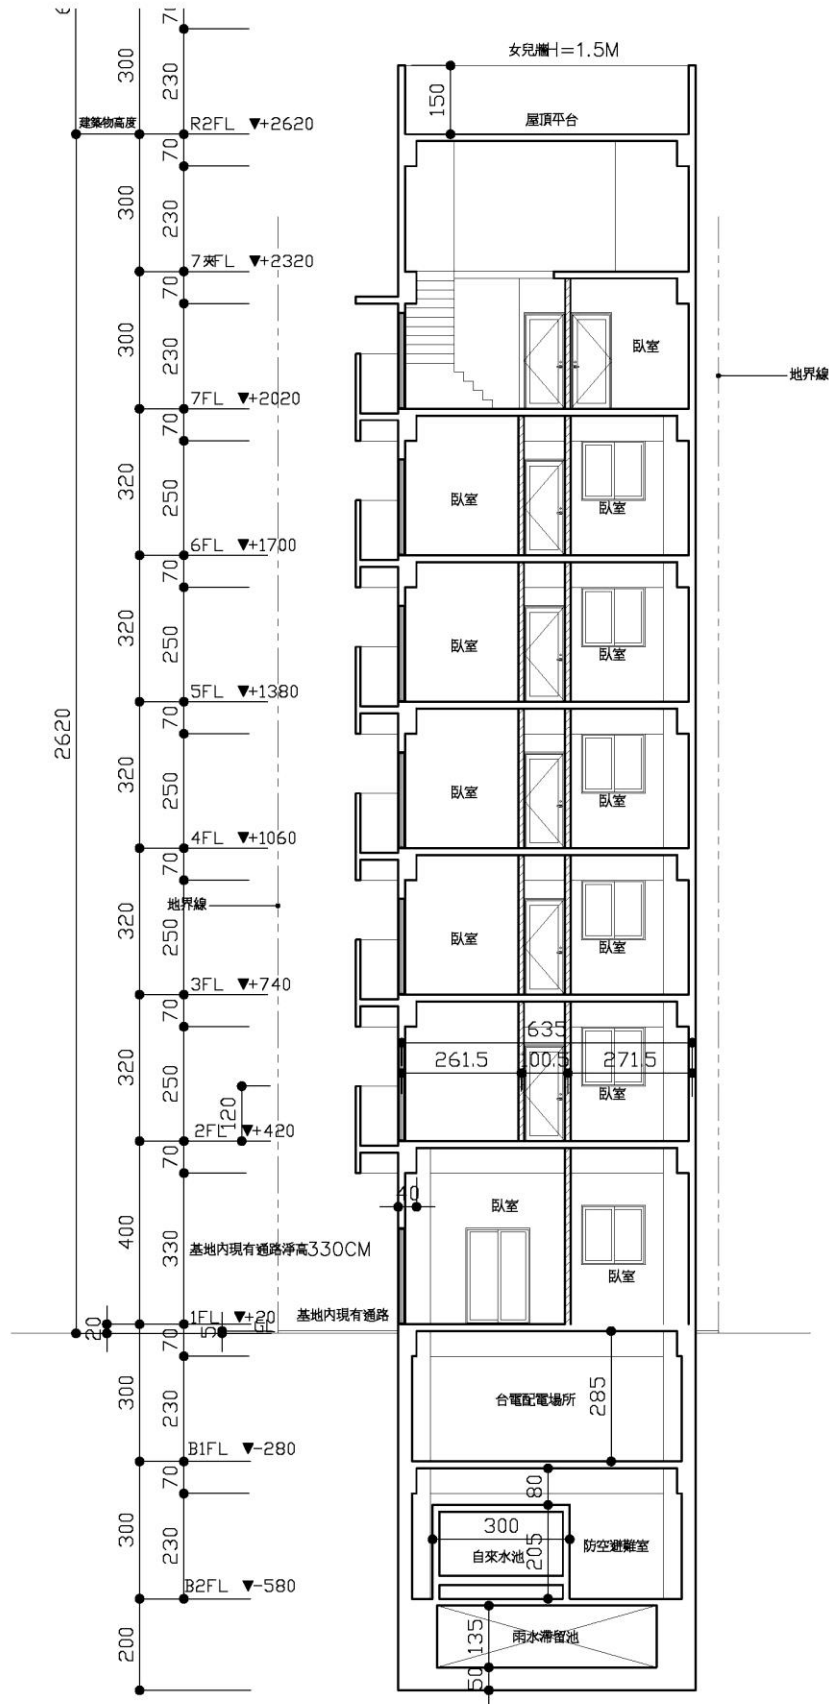 70
300
230
女兒牆H=1.5M
150
建築物高度
R2FL ▼+2620
屋頂平台
70
300
230
7夾FL ▼+2320
70
300
230
臥室
地界線
7FL ▼+2020
70
320
250
臥室
臥室
6FL ▼+1700
70
320
250
臥室
臥室
5FL ▼+1380
70
2620
320
250
臥室
臥室
4FL ▼+1060
70
地界線
320
250
臥室
臥室
3FL ▼+740
70
635
261.5
100.5
271.5
320
250
120
臥室
2FL ▼+420
70
40
臥室
400
330
基地內現有通路淨高330CM
臥室
基地內現有通路
1FL ▼+20
20
5
GL
70
300
230
台電配電場所
285
B1FL ▼-280
70
80
300
300
230
205
自來水池
防空避難室
B2FL ▼-580
200
135
雨水滯留池
50